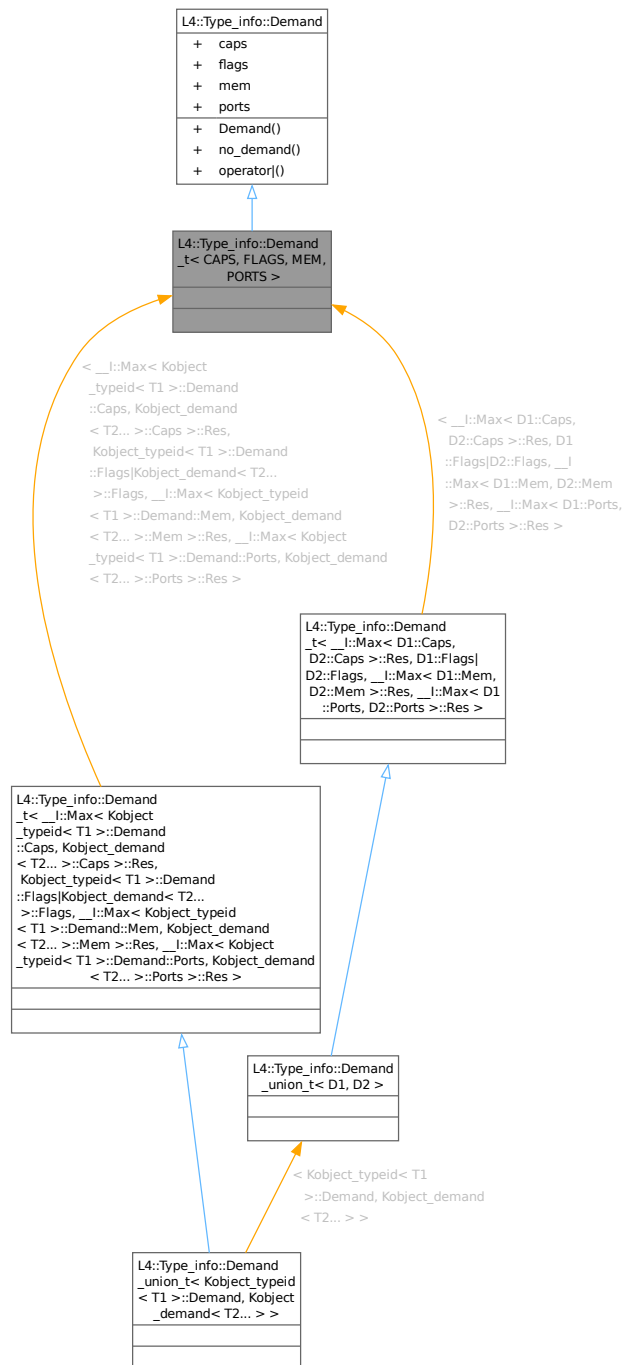 L4::Type_info::Demand
+ caps
+ flags
+ mem
+ ports
+ Demand()
+ no_demand()
+ operator|()
L4::Type_info::Demand
_t< CAPS, FLAGS, MEM,
PORTS >
< __I::Max< Kobject
_typeid< T1 >::Demand
::Caps, Kobject_demand
< T2... >::Caps >::Res,
Kobject_typeid< T1 >::Demand
::Flags|Kobject_demand< T2...
>::Flags, __I::Max< Kobject_typeid
< T1 >::Demand::Mem, Kobject_demand
< T2... >::Mem >::Res, __I::Max< Kobject
_typeid< T1 >::Demand::Ports, Kobject_demand
< T2... >::Ports >::Res >
< __I::Max< D1::Caps,
D2::Caps >::Res, D1
::Flags|D2::Flags, __I
::Max< D1::Mem, D2::Mem
>::Res, __I::Max< D1::Ports,
D2::Ports >::Res >
L4::Type_info::Demand
_t< __I::Max< D1::Caps,
D2::Caps >::Res, D1::Flags|
D2::Flags, __I::Max< D1::Mem,
D2::Mem >::Res, __I::Max< D1
::Ports, D2::Ports >::Res >
L4::Type_info::Demand
_t< __I::Max< Kobject
_typeid< T1 >::Demand
::Caps, Kobject_demand
< T2... >::Caps >::Res,
Kobject_typeid< T1 >::Demand
::Flags|Kobject_demand< T2...
>::Flags, __I::Max< Kobject_typeid
< T1 >::Demand::Mem, Kobject_demand
< T2... >::Mem >::Res, __I::Max< Kobject
_typeid< T1 >::Demand::Ports, Kobject_demand
< T2... >::Ports >::Res >
L4::Type_info::Demand
_union_t< D1, D2 >
< Kobject_typeid< T1
>::Demand, Kobject_demand
< T2... > >
L4::Type_info::Demand
_union_t< Kobject_typeid
< T1 >::Demand, Kobject
_demand< T2... > >